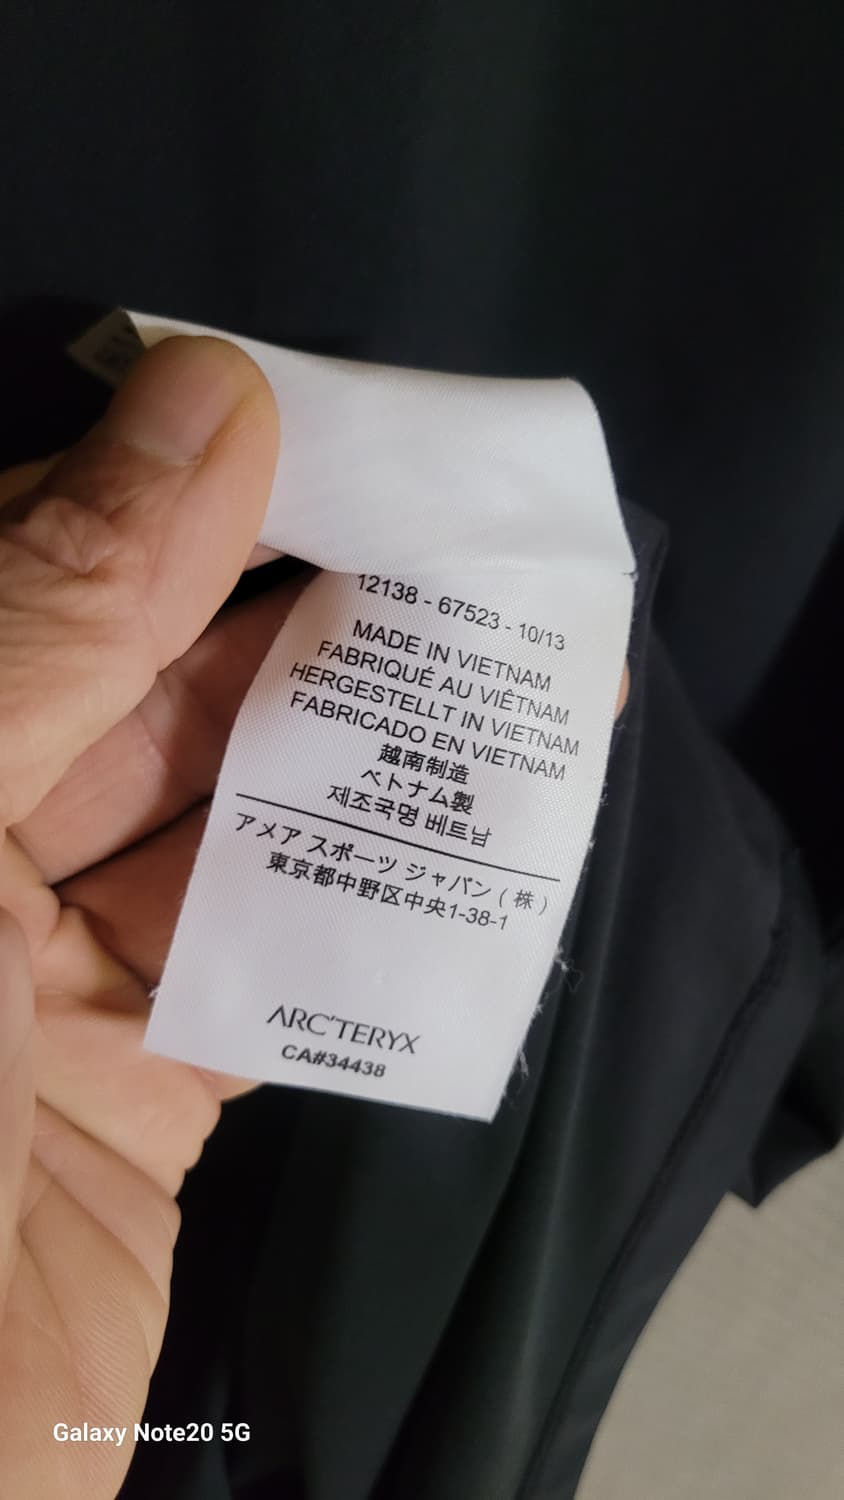 12138 - 67523 - 10/13
MADE IN VIETNAM
FABRIQUÉ AU VIÊTNAM
HERGESTELLT IN VIETNAM
FABRICADO EN VIETNAM
越南制造
ベトナム製
제조국명 베트남
アメア スポーツ ジャパン ( 株 )
東京都中野区中央1-38-1
ARC'TERYX
CA#34438
Galaxy Note20 5G